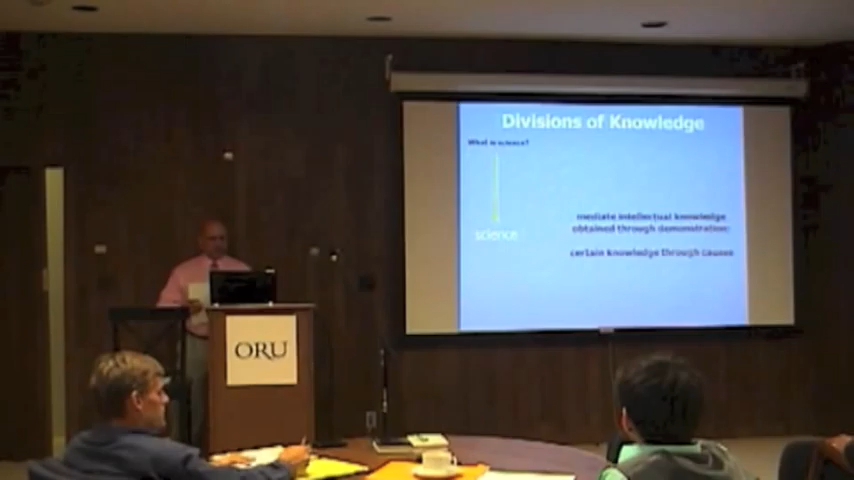 Divisions of Knowledge
What is science?
science
mediate intellectual knowledge
obtained through demonstration;
certain knowledge through causes
ORU